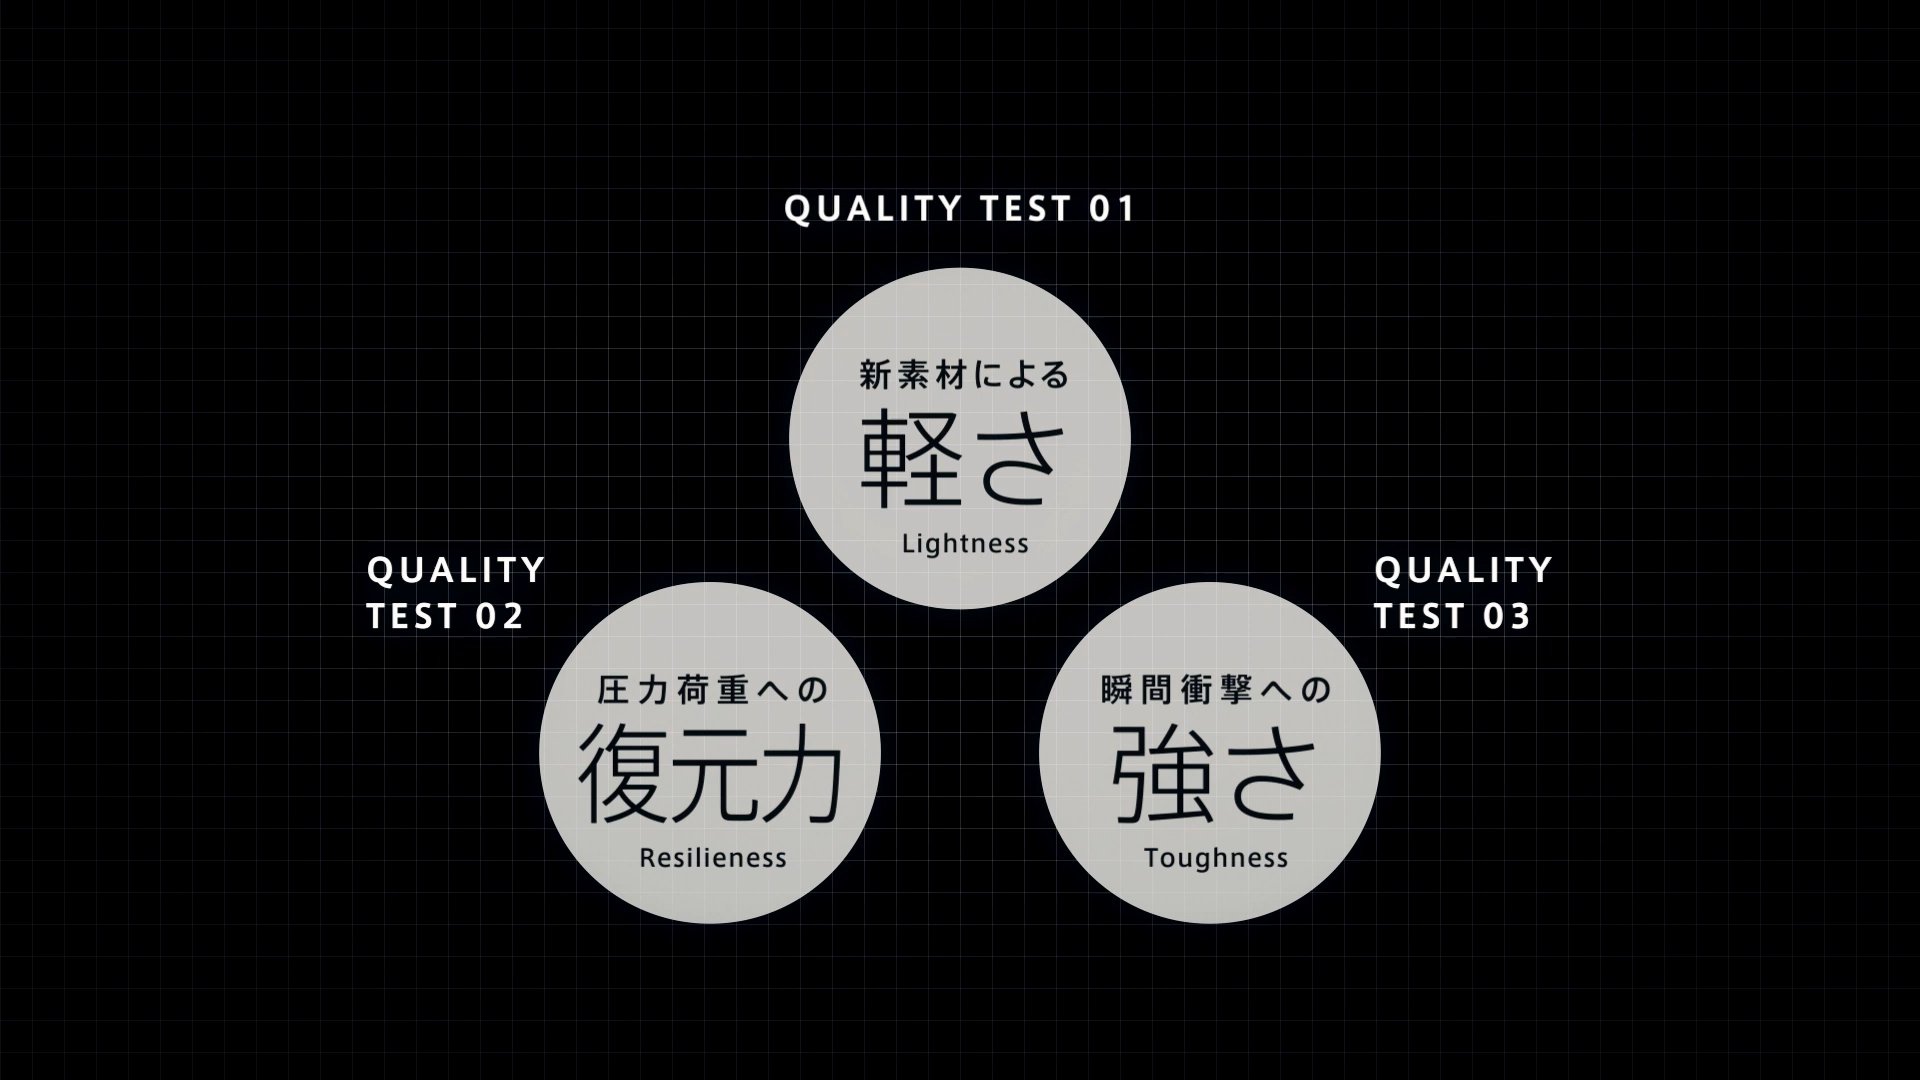 QUALITY TEST 01
新素材による
軽さ
Lightness
QUALITY
TEST 02
圧力荷重への
復元力
Resilieness
QUALITY
TEST 03
瞬間衝撃への
強さ
Toughness